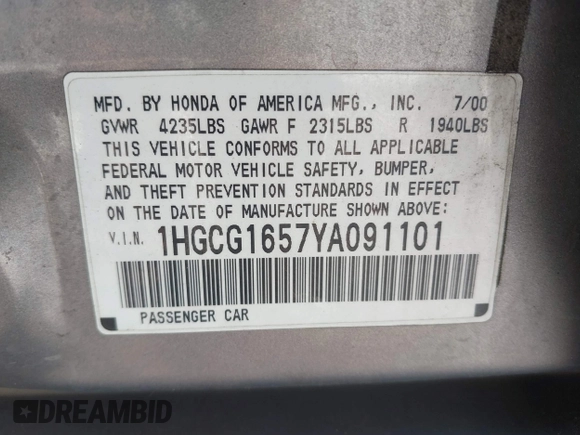 MFD. BY HONDA OF AMERICA MFG., INC. 7/00
GVWR 4235LBS GAWR F 2315LBS R 1940LBS
THIS VEHICLE CONFORMS TO ALL APPLICABLE
FEDERAL MOTOR VEHICLE SAFETY, BUMPER,
AND THEFT PREVENTION STANDARDS IN EFFECT
ON THE DATE OF MANUFACTURE SHOWN ABOVE:
V.I.N. 1HGCG1657YA091101
PASSENGER CAR
DREAMBID